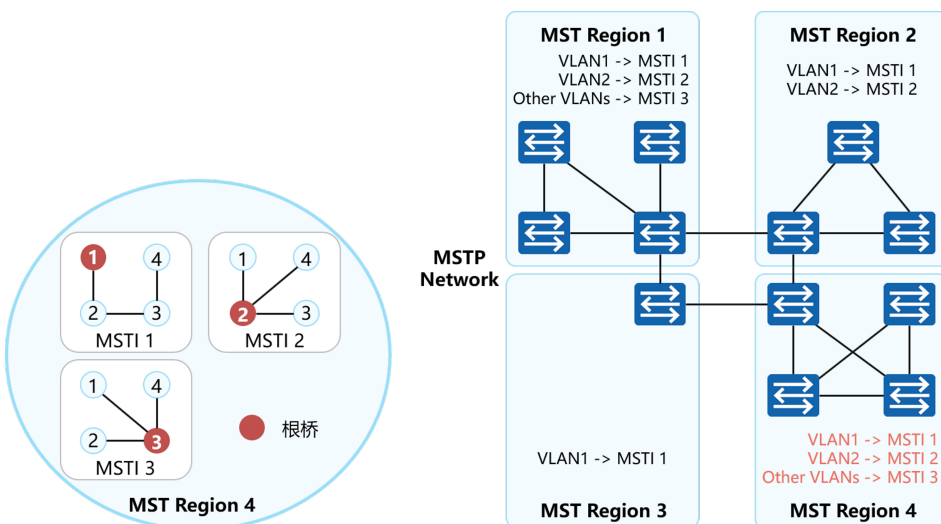 1
4
2
3
MSTI 1
1
4
2
3
MSTI 2
1
4
2
3
MSTI 3
根桥
MST Region 4
MSTP
Network
MST Region 1
VLAN1 -> MSTI 1
VLAN2 -> MSTI 2
Other VLANs -> MSTI 3
MST Region 2
VLAN1 -> MSTI 1
VLAN2 -> MSTI 2
VLAN1 -> MSTI 1
MST Region 3
VLAN1 -> MSTI 1
VLAN2 -> MSTI 2
Other VLANs -> MSTI 3
MST Region 4